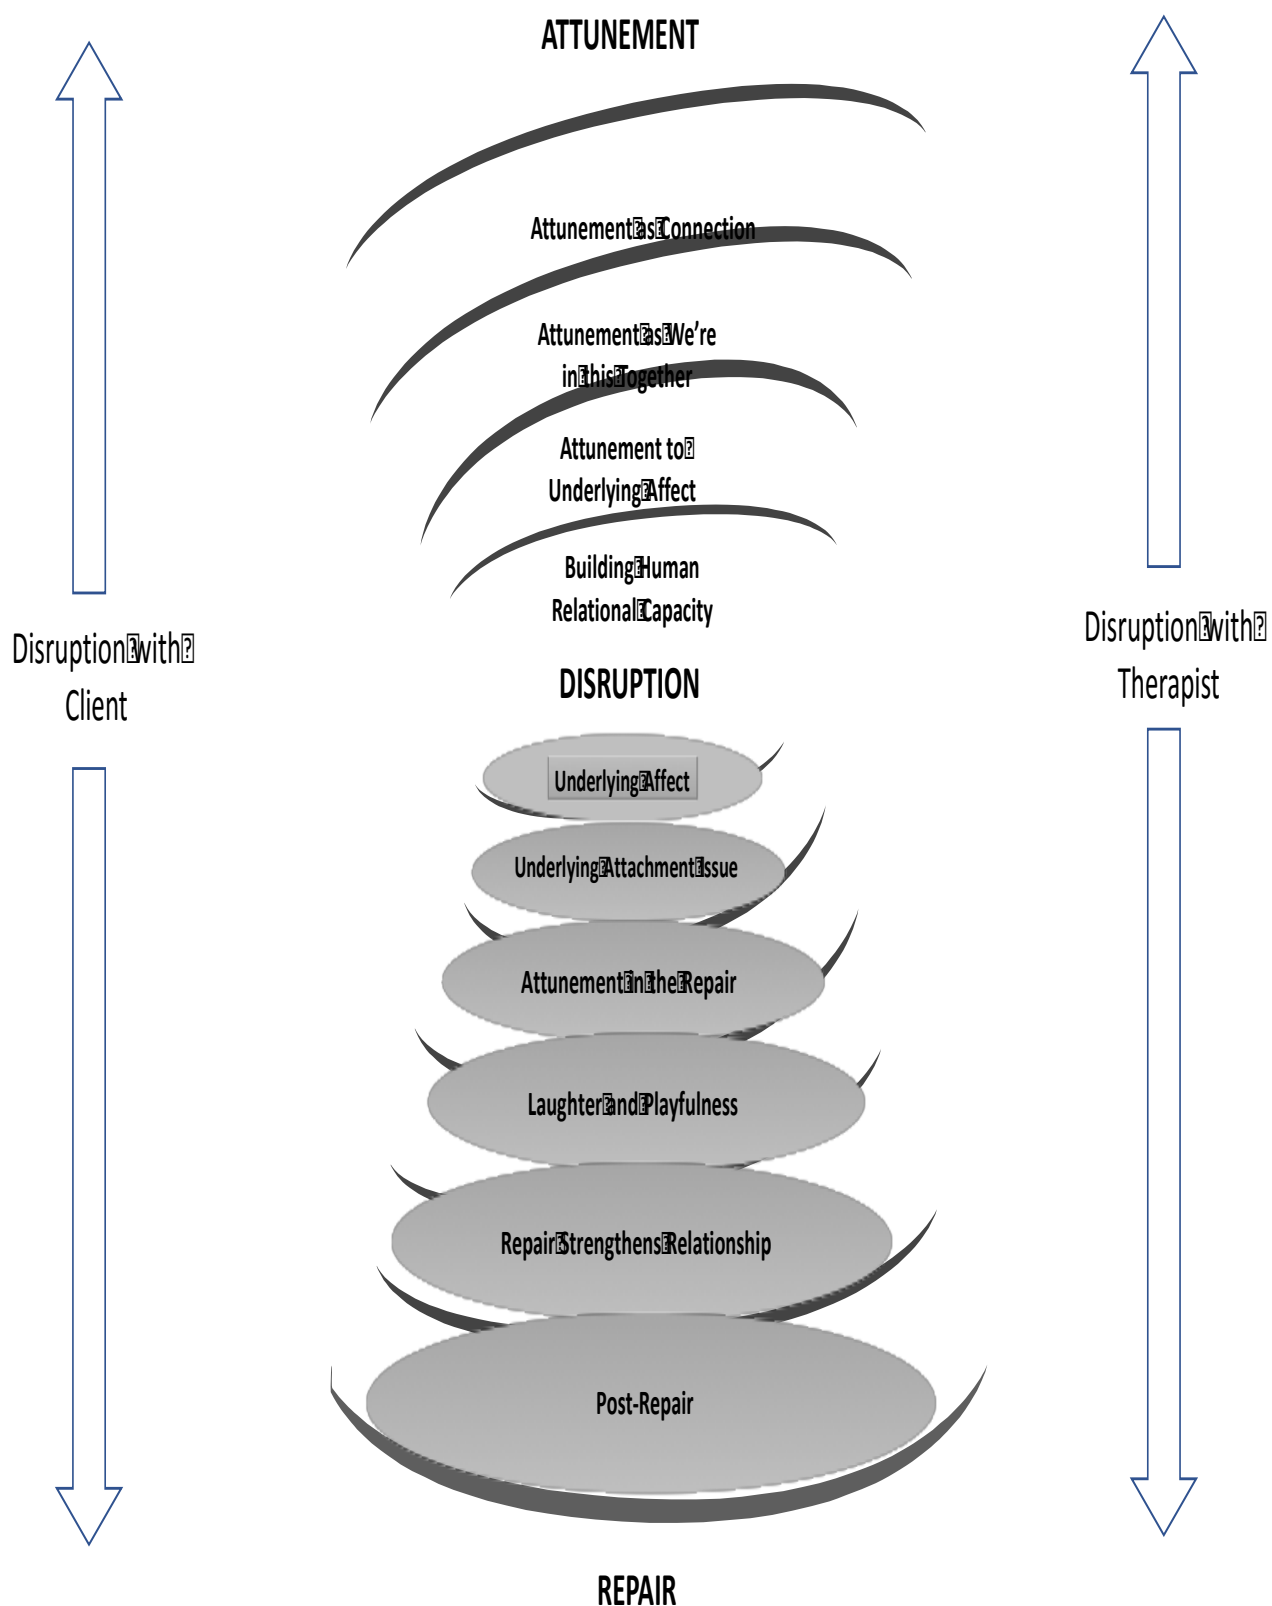 ATTUNEMENT
Attunement as Connection
Attunement as We're
in this Together
Attunement to
Underlying Affect
Building Human
Relational Capacity
Disruption with
Client
Disruption with
Therapist
DISRUPTION
Underlying Affect
Underlying Attachment Issue
Attunement in the Repair
Laughter and Playfulness
Repair Strengthens Relationship
Post-Repair
REPAIR